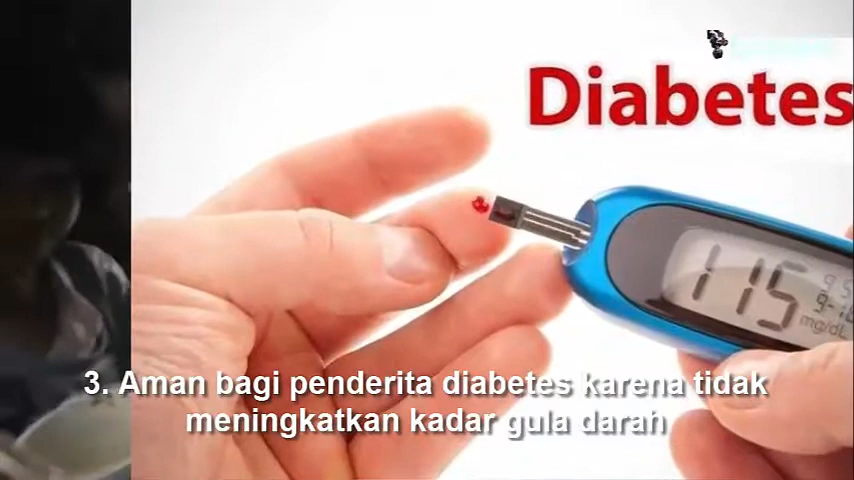 Diabetes
115
mg/dL
3. Aman bagi penderita diabetes karena tidak
meningkatkan kadar gula darah